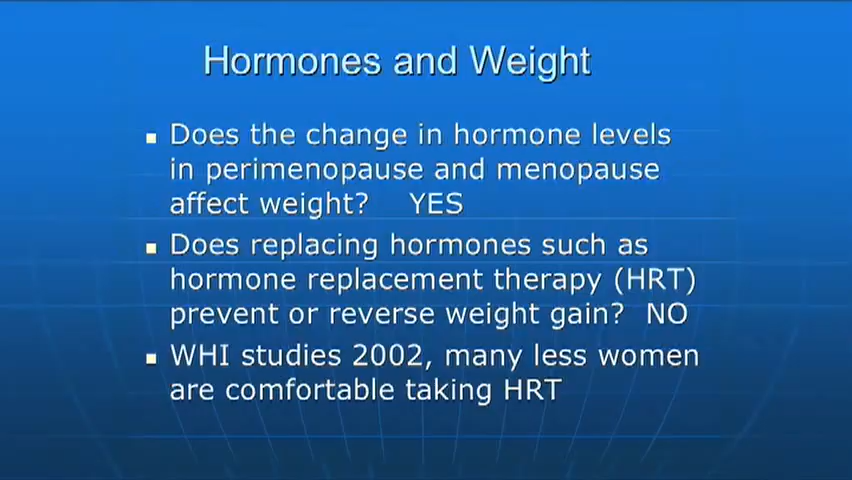 Hormones and Weight
Does the change in hormone levels
in perimenopause and menopause
affect weight? YES
Does replacing hormones such as
hormone replacement therapy (HRT)
prevent or reverse weight gain? NO
WHI studies 2002, many less women
are comfortable taking HRT